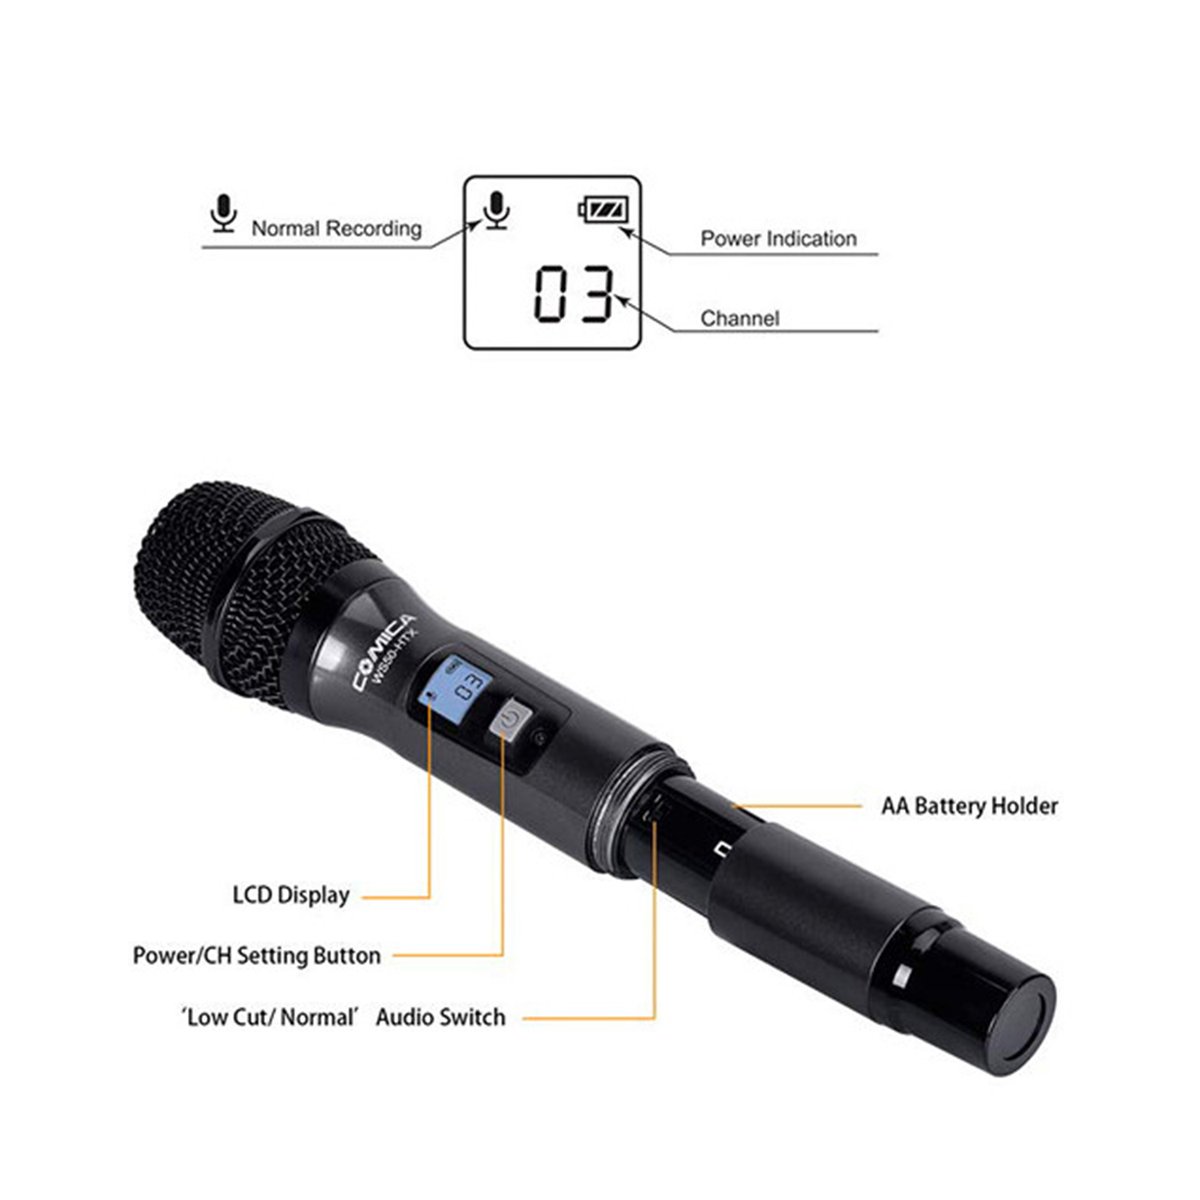 Normal Recording
Power Indication
03
Channel
COMICA
WS50-HTX
03
AA Battery Holder
LCD Display
Power/CH Setting Button
‘Low Cut/ Normal’ Audio Switch